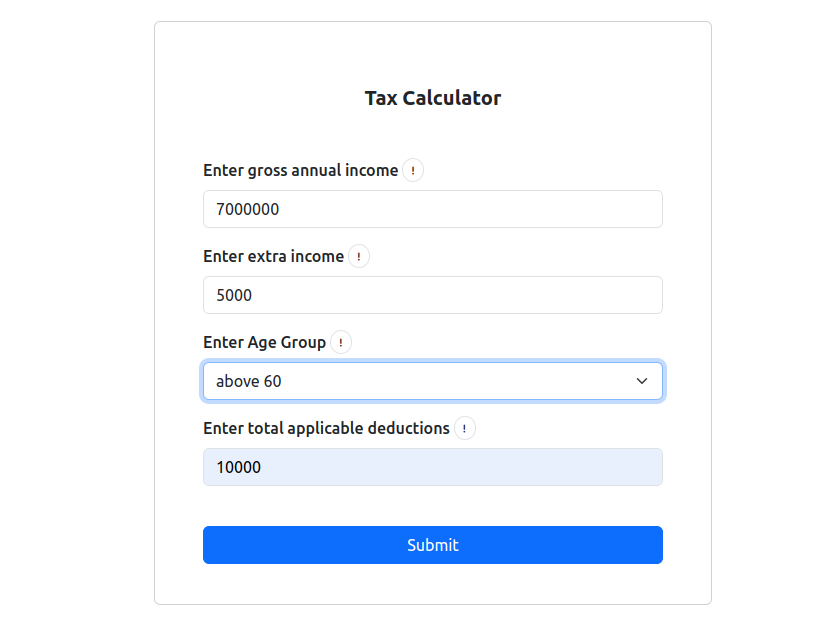 Tax Calculator
Enter gross annual income !
7000000
Enter extra income !
5000
Enter Age Group !
above 60
Enter total applicable deductions !
10000
Submit